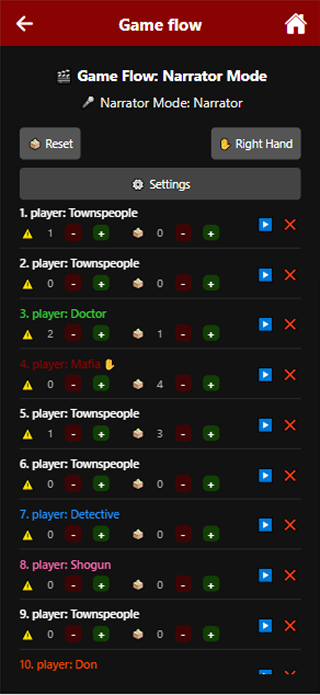 Game flow
Game Flow: Narrator Mode
Narrator Mode: Narrator
Reset
Right Hand
Settings
1. player: Townspeople
1 - + 0 - +
2. player: Townspeople
0 - + 0 - +
3. player: Doctor
2 - + 1 - +
4. player: Mafia
0 - + 4 - +
5. player: Townspeople
1 - + 3 - +
6. player: Townspeople
0 - + 0 - +
7. player: Detective
0 - + 0 - +
8. player: Shogun
0 - + 0 - +
9. player: Townspeople
0 - + 0 - +
10. player: Don